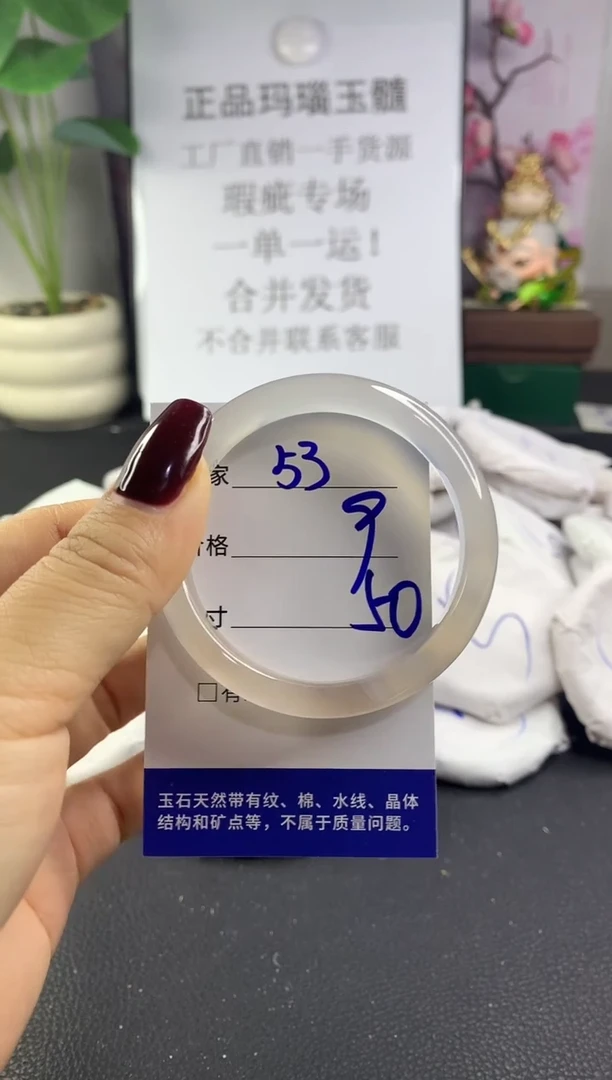 正品玛瑙玉髓
工厂直销一手货源
瑕疵专场
一单一运！
合并发货
不合并联系客服
家 53
格 9
寸 50
□有
玉石天然带有纹、棉、水线、晶体
结构和矿点等，不属于质量问题。